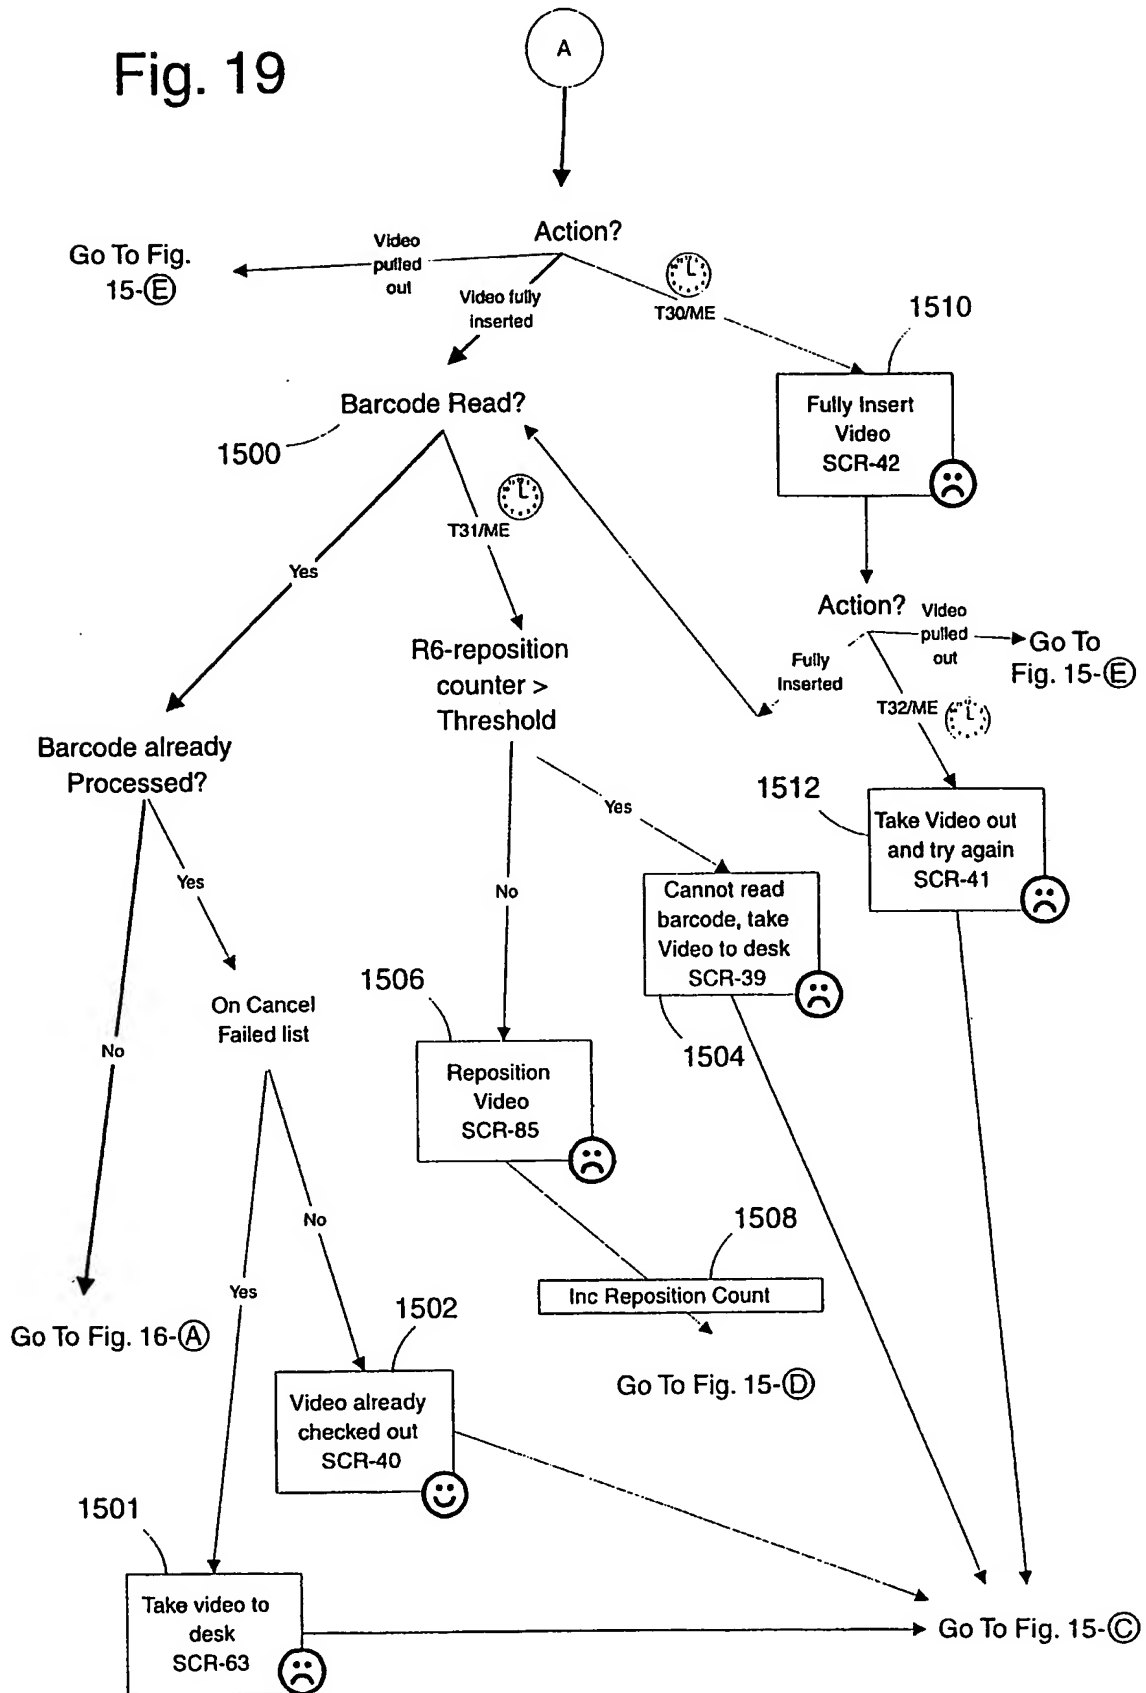 Fig. 19
A
Action?
Go To Fig.
15-Ⓔ
Video
pulled
out
Video fully
inserted
T30/ME
1510
Fully Insert
Video
SCR-42
Barcode Read?
1500
T31/ME
Yes
Action?
Video
pulled
out
Go To
Fig. 15-Ⓔ
Fully
Inserted
T32/ME
R6-reposition
counter >
Threshold
Barcode already
Processed?
1512
Take Video out
and try again
SCR-41
Yes
Yes
No
Cannot read
barcode, take
Video to desk
SCR-39
1504
1506
On Cancel
Failed list
No
Reposition
Video
SCR-85
1508
Inc Reposition Count
No
Yes
Go To Fig. 16-Ⓐ
1502
Go To Fig. 15-Ⓓ
Video already
checked out
SCR-40
1501
Take video to
desk
SCR-63
Go To Fig. 15-Ⓒ